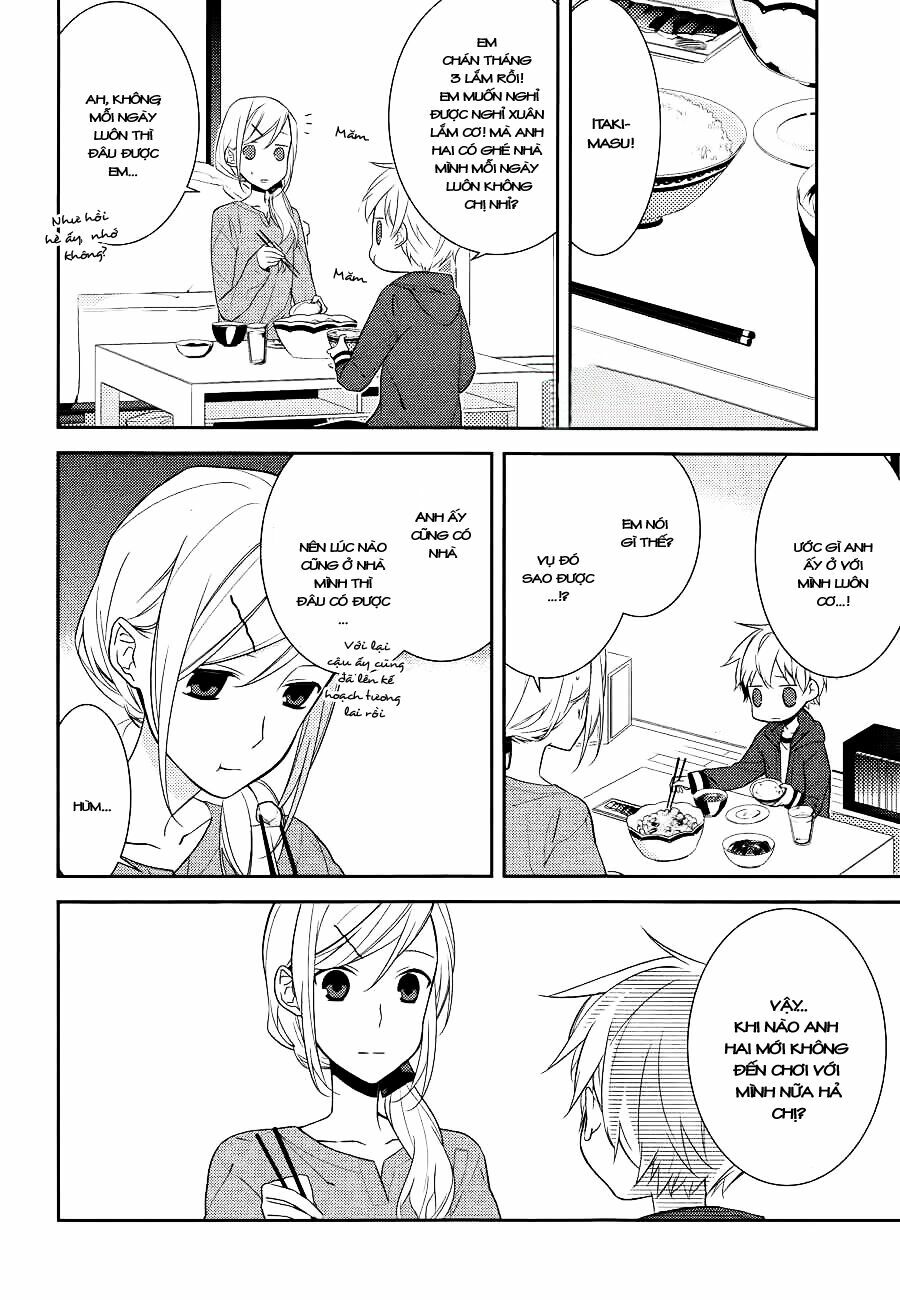 ITAKI-
MASU!
EM
CHÁN THÁNG
3 LẮM RỒI!
EM MUỐN NGHỈ
ĐƯỢC NGHỈ XUÂN
LẮM CƠ! MÀ ANH
HAI CÓ GHÉ NHÀ
MÌNH MỖI NGÀY
LUÔN KHÔNG
CHỊ NHỈ?
Măm
Măm
AH, KHÔNG,
MỖI NGÀY
LUÔN THÌ
ĐÂU ĐƯỢC
EM...
Như hồi
hè ấy, nhớ
không?
ƯỚC GÌ ANH
ẤY Ở VỚI
MÌNH LUÔN
CƠ...!
EM NÓI
GÌ THẾ?
VỤ ĐÓ
SAO ĐƯỢC
...!?
ANH ẤY
CŨNG CÓ
NHÀ
NÊN LÚC NÀO
CŨNG Ở NHÀ
MÌNH THÌ
ĐÂU CÓ ĐƯỢC
...
Với lại
cậu ấy cũng
đã lên kế
hoạch tương
lai rồi
HỪM...
VẬY...
KHI NÀO ANH
HAI MỚI KHÔNG
ĐẾN CHƠI VỚI
MÌNH NỮA HẢ
CHỊ?